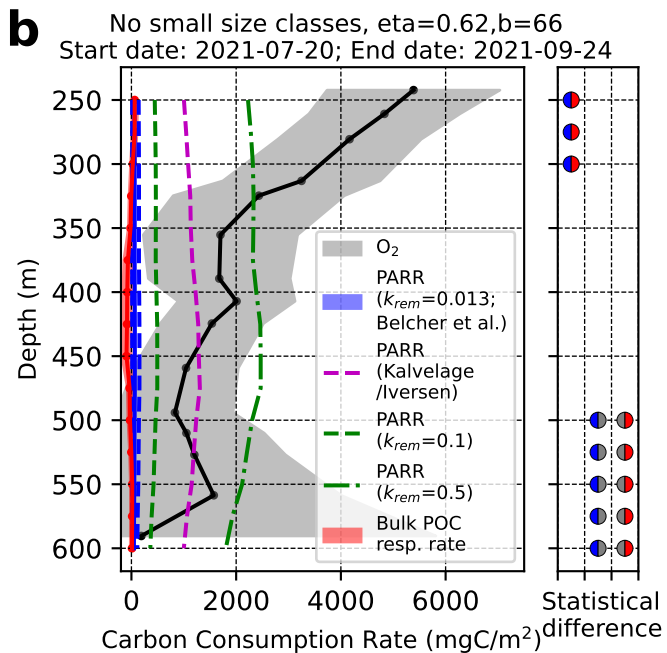 b
No small size classes, eta=0.62,b=66
Start date: 2021-07-20; End date: 2021-09-24
250
300
350
400
450
500
550
600
Depth (m)
O₂
PARR
(kᵣₑₘ=0.013;
Belcher et al.)
PARR
(Kalvelage
/Iversen)
PARR
(kᵣₑₘ=0.1)
PARR
(kᵣₑₘ=0.5)
Bulk POC
resp. rate
0 2000 4000 6000
Carbon Consumption Rate (mgC/m²)
Statistical
difference